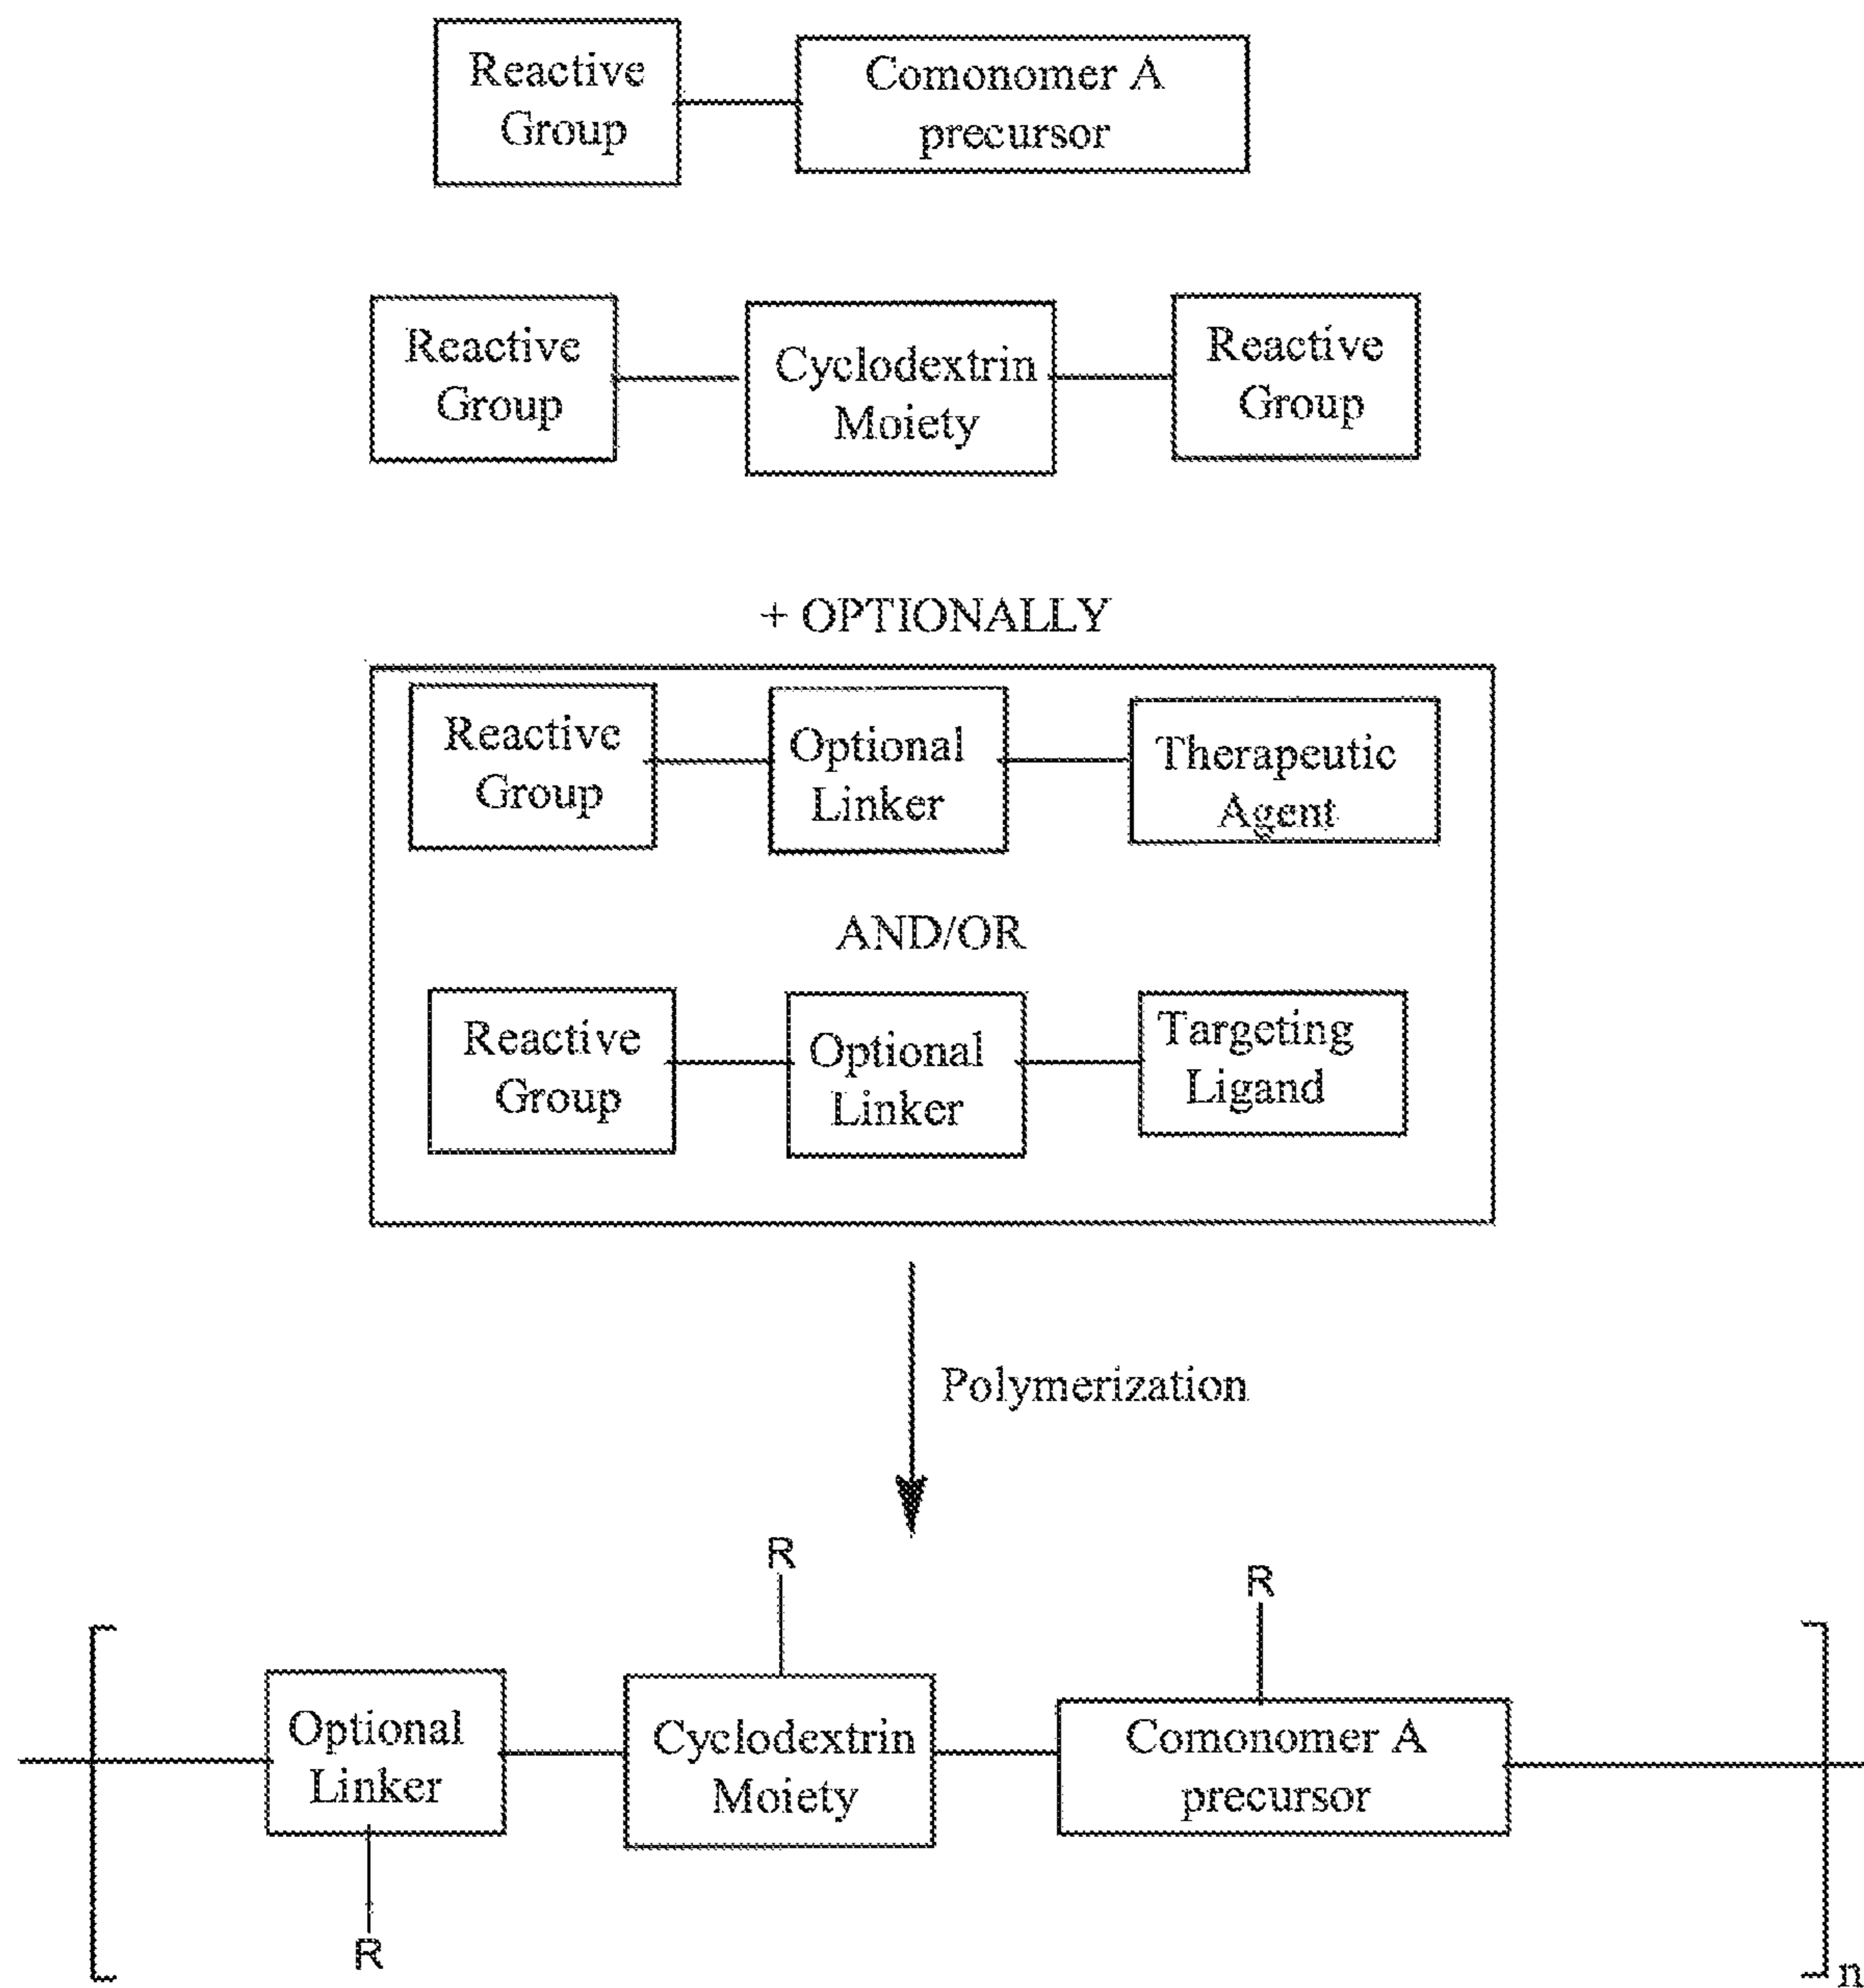 Reactive
Group
Comonomer A
precursor
Reactive
Group
Cyclodextrin
Moiety
Reactive
Group
+ OPTIONALLY
Reactive
Group
Optional
Linker
Therapeutic
Agent
AND/OR
Reactive
Group
Optional
Linker
Targeting
Ligand
Polymerization
R
R
Optional
Linker
Cyclodextrin
Moiety
Comonomer A
precursor
R
n